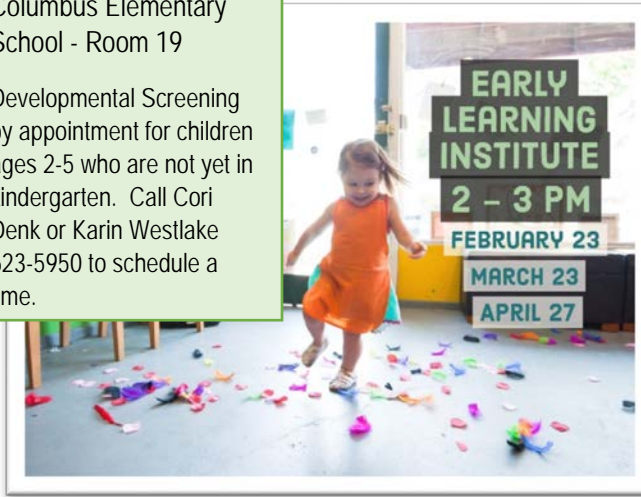 Columbus Elementary
School - Room 19
Developmental Screening
by appointment for children
ages 2-5 who are not yet in
kindergarten. Call Cori
Denk or Karin Westlake
623-5950 to schedule a
time.
EARLY
LEARNING
INSTITUTE
2 – 3 PM
FEBRUARY 23
MARCH 23
APRIL 27